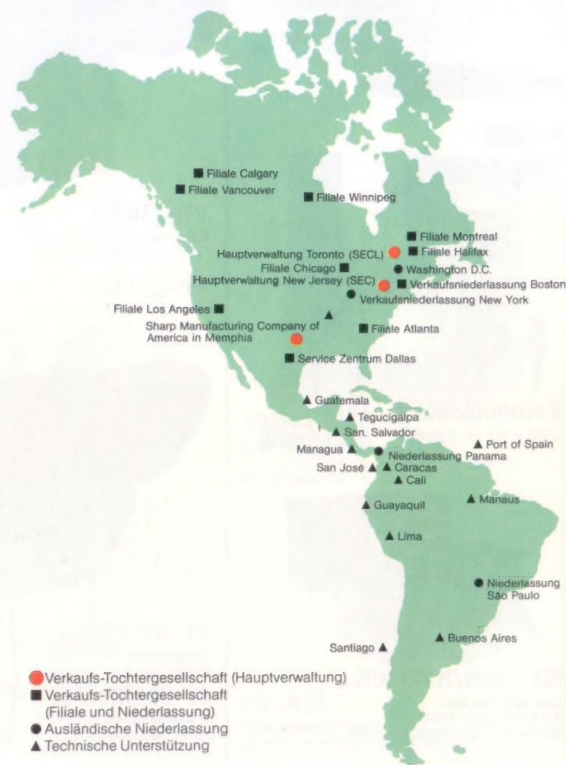 Filiale Calgary
Filiale Vancouver
Filiale Winnipeg
Filiale Montreal
Hauptverwaltung Toronto (SECL)
Filiale Halifax
Filiale Chicago
Washington D.C.
Hauptverwaltung New Jersey (SEC)
Verkaufsniederlassung Boston
Verkaufsniederlassung New York
Filiale Los Angeles
Sharp Manufacturing Company of
America in Memphis
Filiale Atlanta
Service Zentrum Dallas
Guatemala
Tegucigalpa
San. Salvador
Managua
Niederlassung Panama
Port of Spain
San José
Caracas
Cali
Guayaquil
Manaus
Lima
Niederlassung
São Paulo
Santiago
Buenos Aires
Verkaufs-Tochtergesellschaft (Hauptverwaltung)
Verkaufs-Tochtergesellschaft
(Filiale und Niederlassung)
Ausländische Niederlassung
Technische Unterstützung